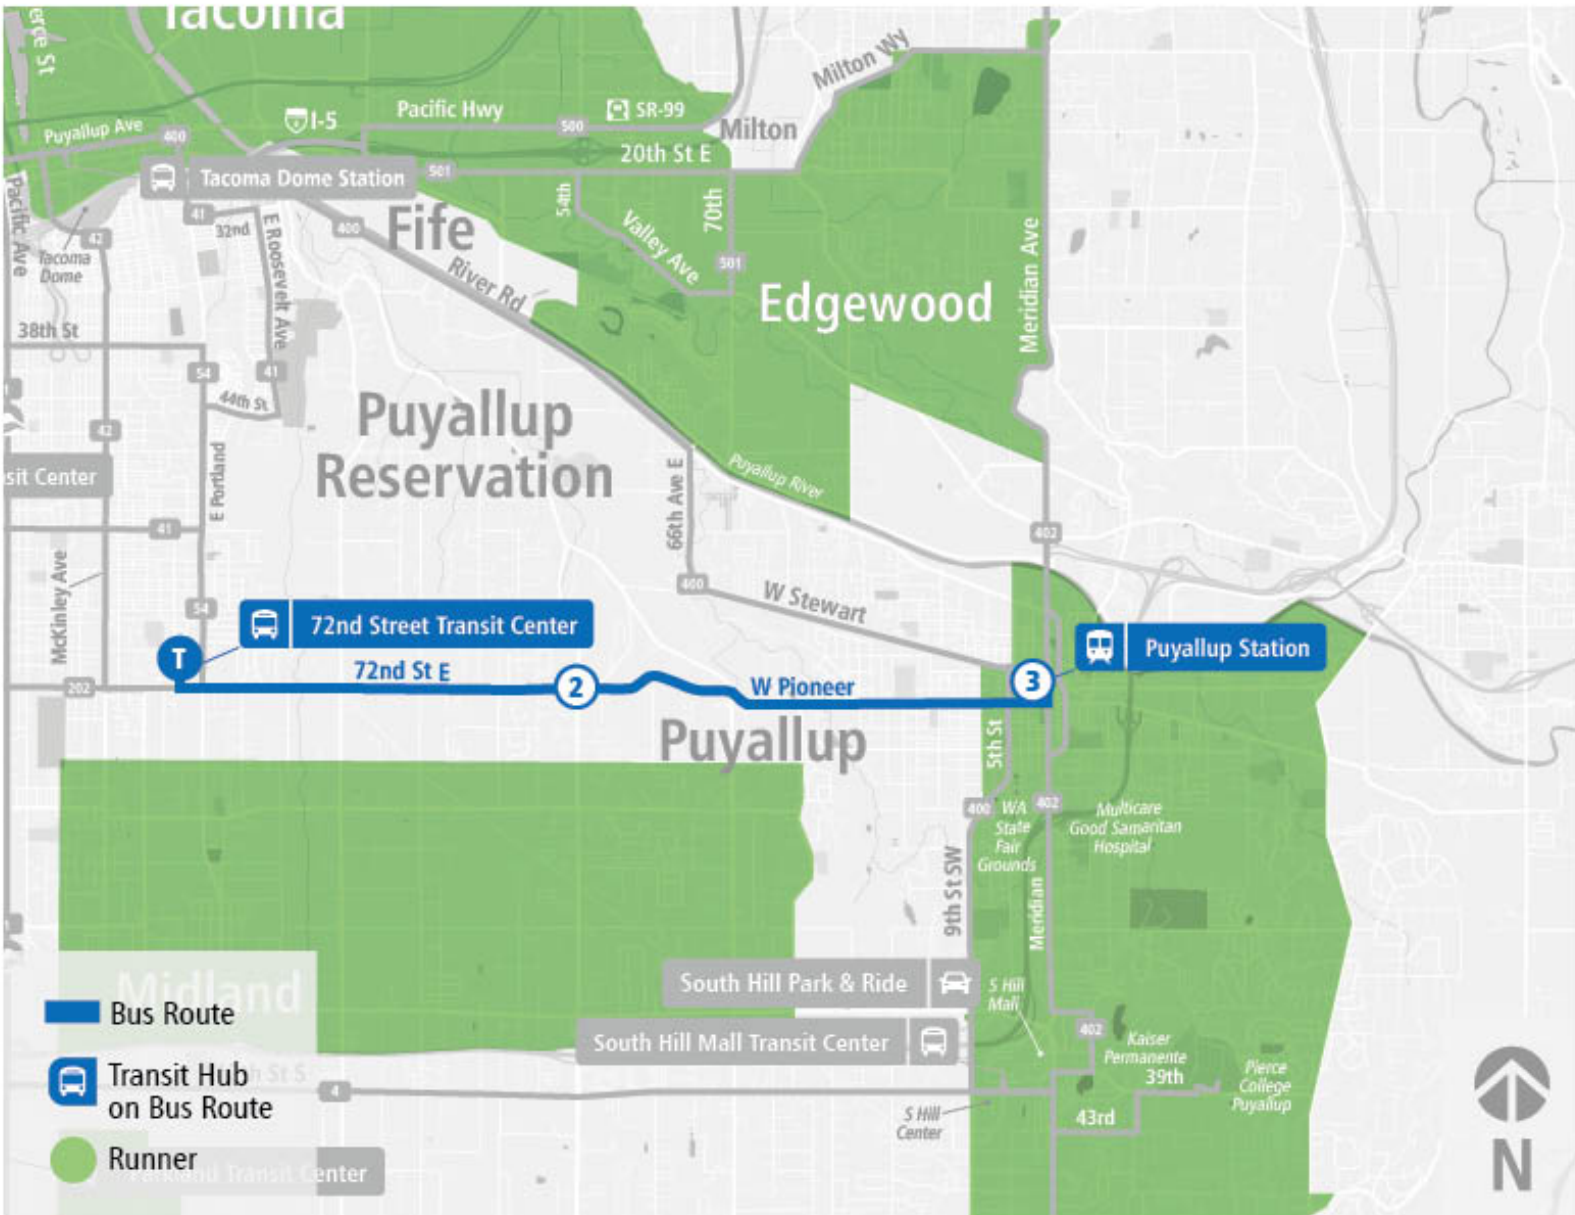 Tacoma
erce St
Milton Wy
Puyallup Ave
400
I-5
Pacific Hwy
500
SR-99
Milton
20th St E
Tacoma Dome Station
501
Pacific Ave
41
32nd
E Roosevelt Ave
400
Fife
54th
Valley Ave
70th
501
42
Tacoma
Dome
River Rd
Edgewood
Meridian Ave
38th St
54
41
44th St
Puyallup
Reservation
42
sit Center
E Portland
66th Ave E
Puyallup River
41
402
McKinley Ave
54
400
W Stewart
72nd Street Transit Center
T
Puyallup Station
202
72nd St E
2
W Pioneer
3
Puyallup
5th St
400
WA
State
Fair
Grounds
402
Multicare
Good Samaritan
Hospital
9th St SW
Meridian
Midland
South Hill Park & Ride
S Hill
Mall
South Hill Mall Transit Center
402
Kaiser
Permanente
39th
Pierce
College
Puyallup
4
S Hill
Center
43rd
Bus Route
Transit Hub
on Bus Route
h St S
Runner
Parkland Transit Center
N